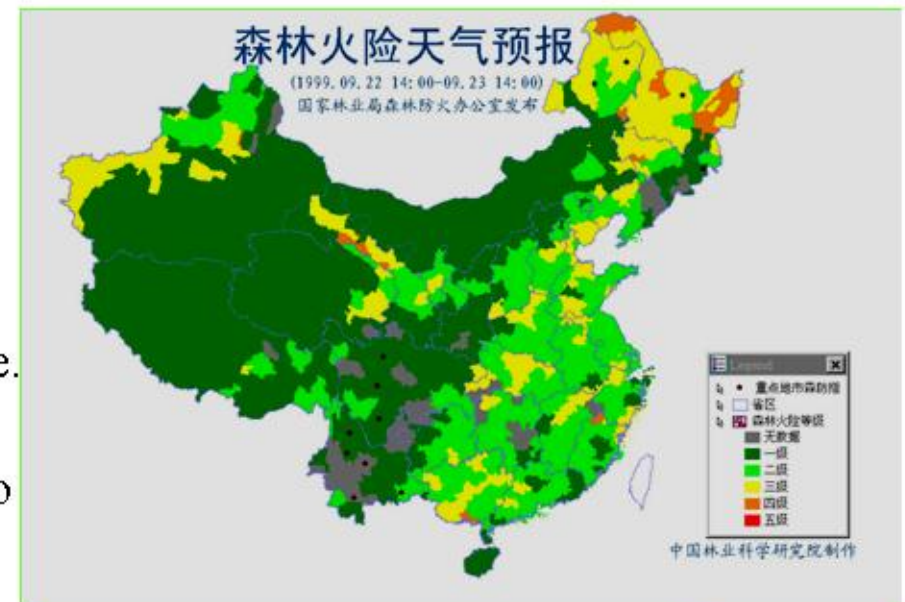 森林火险天气预报
(1999.09.22 14:00-09.23 14:00)
国家林业局森林防火办公室发布
e.
Legend
重点地市森防指
省区
森林火险等级
无数据
一级
二级
三级
四级
五级
中国林业科学研究院制作